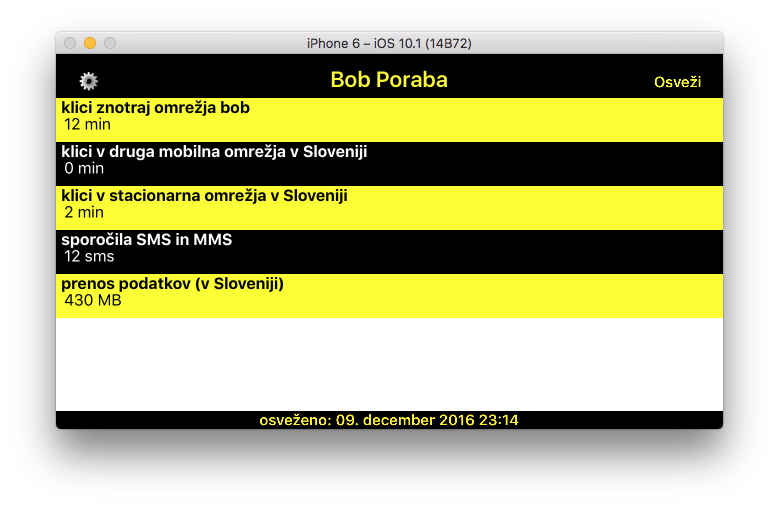 iPhone 6 – iOS 10.1 (14B72)
Bob Poraba
Osveži
klici znotraj omrežja bob
12 min
klici v druga mobilna omrežja v Sloveniji
0 min
klici v stacionarna omrežja v Sloveniji
2 min
sporočila SMS in MMS
12 sms
prenos podatkov (v Sloveniji)
430 MB
osveženo: 09. december 2016 23:14